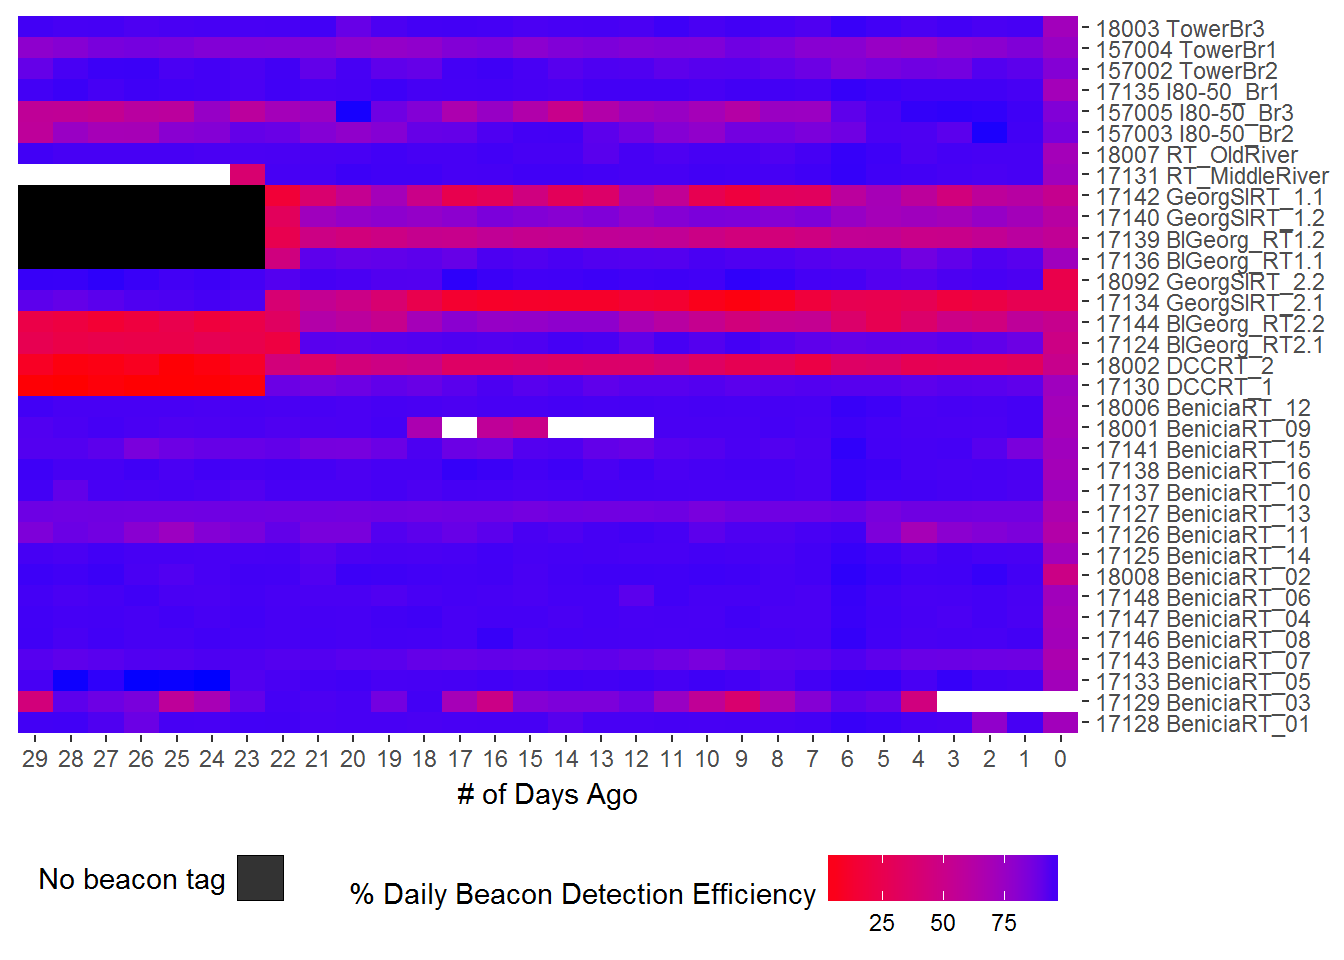 18003 TowerBr3
157004 TowerBr1
157002 TowerBr2
17135 I80-50_Br1
157005 I80-50_Br3
157003 I80-50_Br2
18007 RT_OldRiver
17131 RT_MiddleRiver
17142 GeorgSlRT_1.1
17140 GeorgSlRT_1.2
17139 BlGeorg_RT1.2
17136 BlGeorg_RT1.1
18092 GeorgSlRT_2.2
17134 GeorgSlRT_2.1
17144 BlGeorg_RT2.2
17124 BlGeorg_RT2.1
18002 DCCRT_2
17130 DCCRT_1
18006 BeniciaRT_12
18001 BeniciaRT_09
17141 BeniciaRT_15
17138 BeniciaRT_16
17137 BeniciaRT_10
17127 BeniciaRT_13
17126 BeniciaRT_11
17125 BeniciaRT_14
18008 BeniciaRT_02
17148 BeniciaRT_06
17147 BeniciaRT_04
17146 BeniciaRT_08
17143 BeniciaRT_07
17133 BeniciaRT_05
17129 BeniciaRT_03
17128 BeniciaRT_01
29 28 27 26 25 24 23 22 21 20 19 18 17 16 15 14 13 12 11 10 9 8 7 6 5 4 3 2 1 0
# of Days Ago
No beacon tag
% Daily Beacon Detection Efficiency
25 50 75